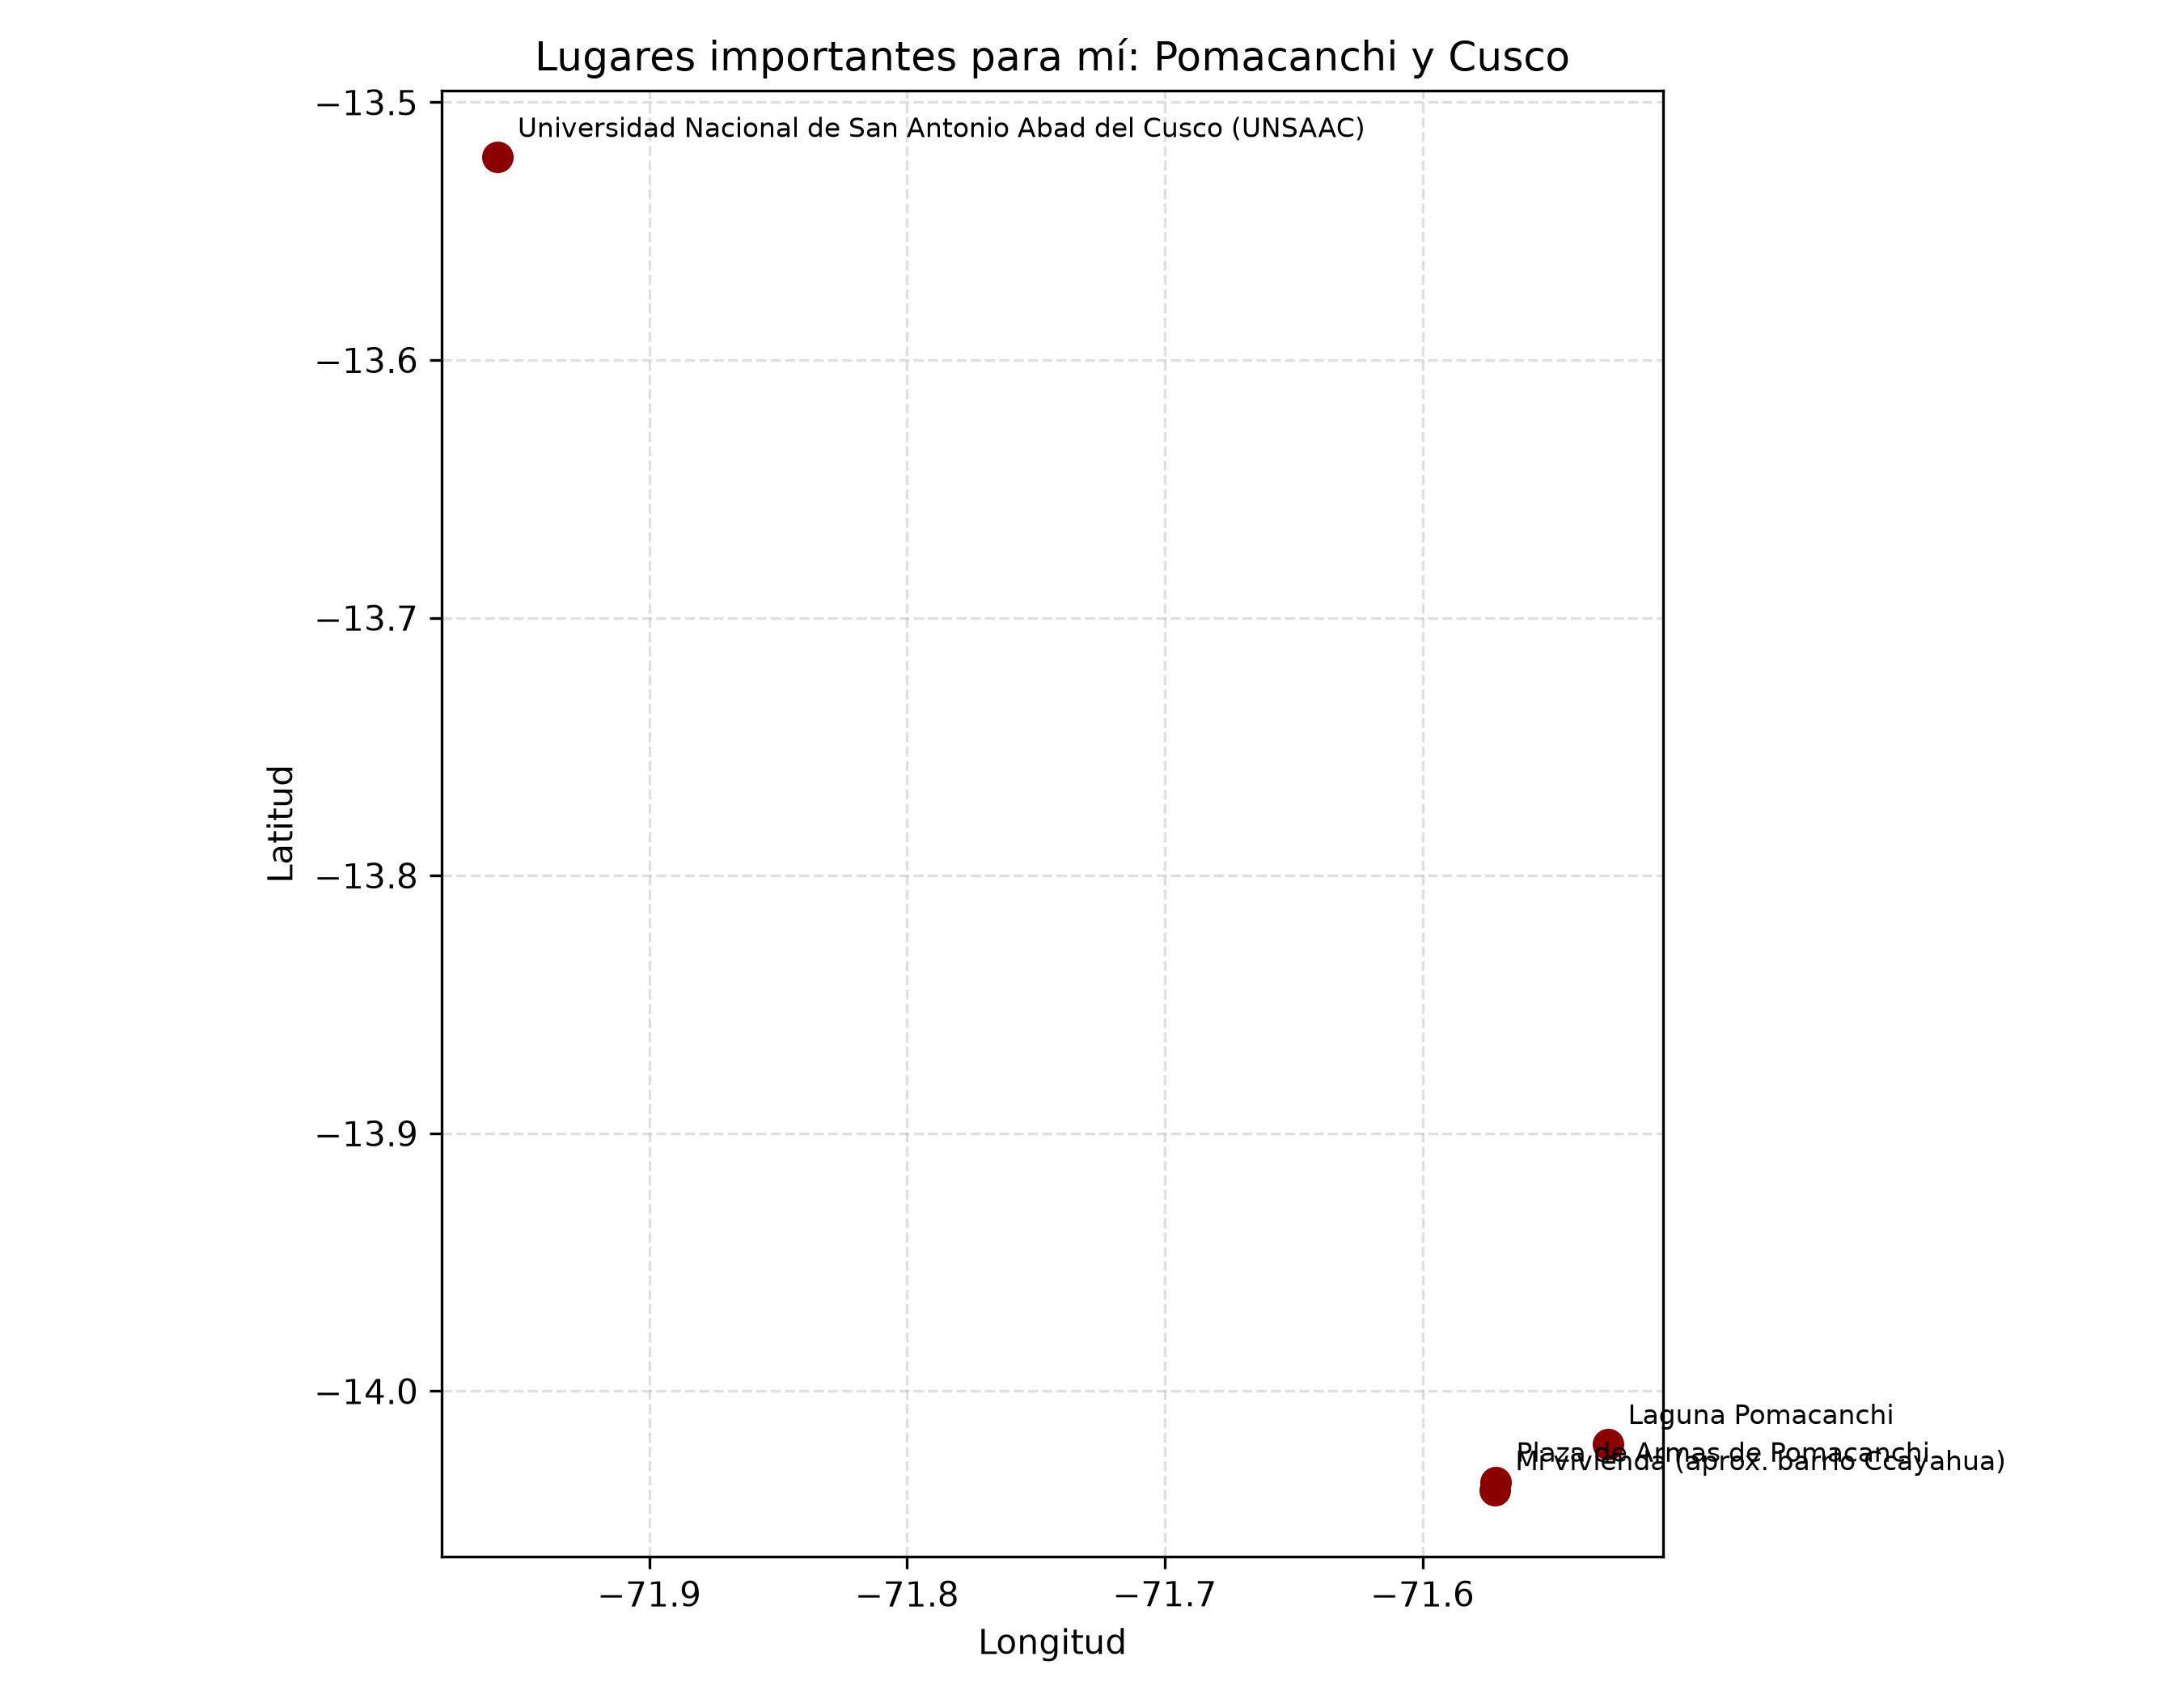 Lugares importantes para mí: Pomacanchi y Cusco
−13.5
Universidad Nacional de San Antonio Abad del Cusco (UNSAAC)
−13.6
−13.7
Latitud
−13.8
−13.9
−14.0
Laguna Pomacanchi
Plaza de Armas de Pomacanchi
Mi vivienda (aprox. barrio Ccayahua)
−71.9
−71.8
−71.7
−71.6
Longitud